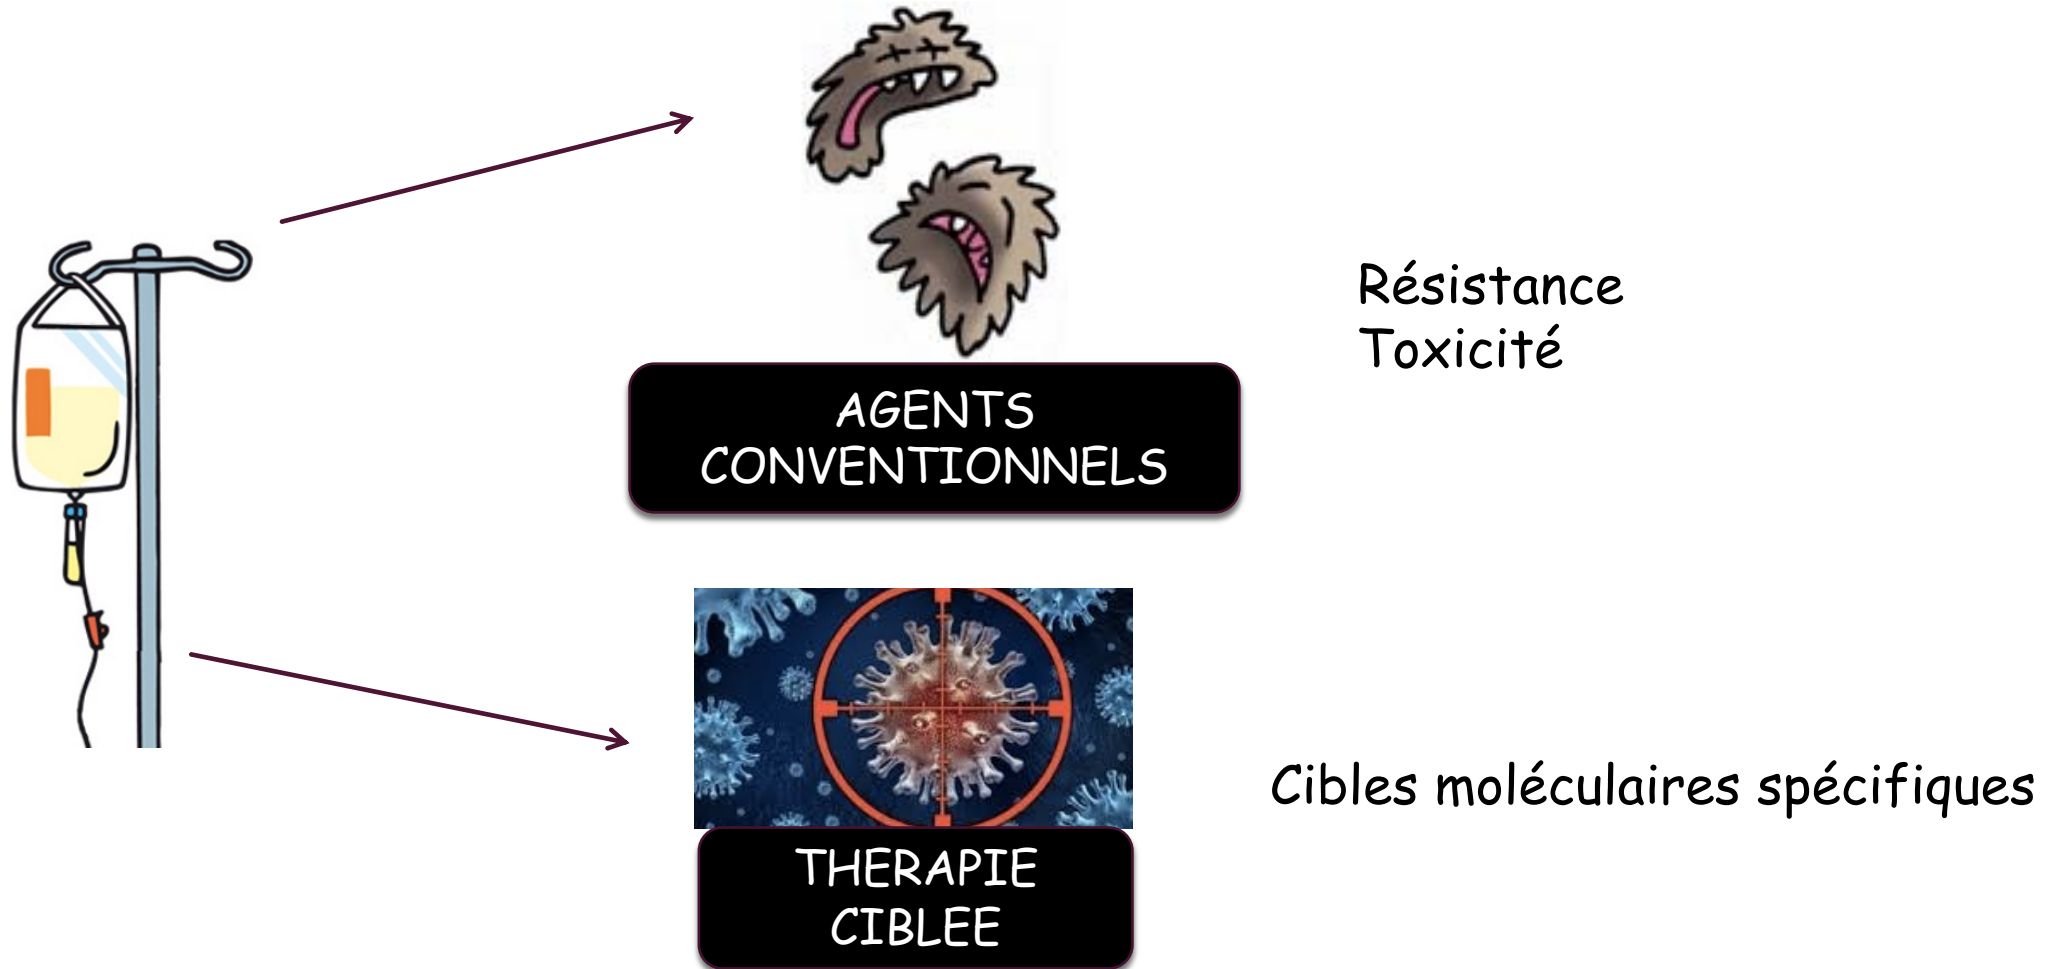 AGENTS
CONVENTIONNELS
Résistance
Toxicité
THERAPIE
CIBLEE
Cibles moléculaires spécifiques